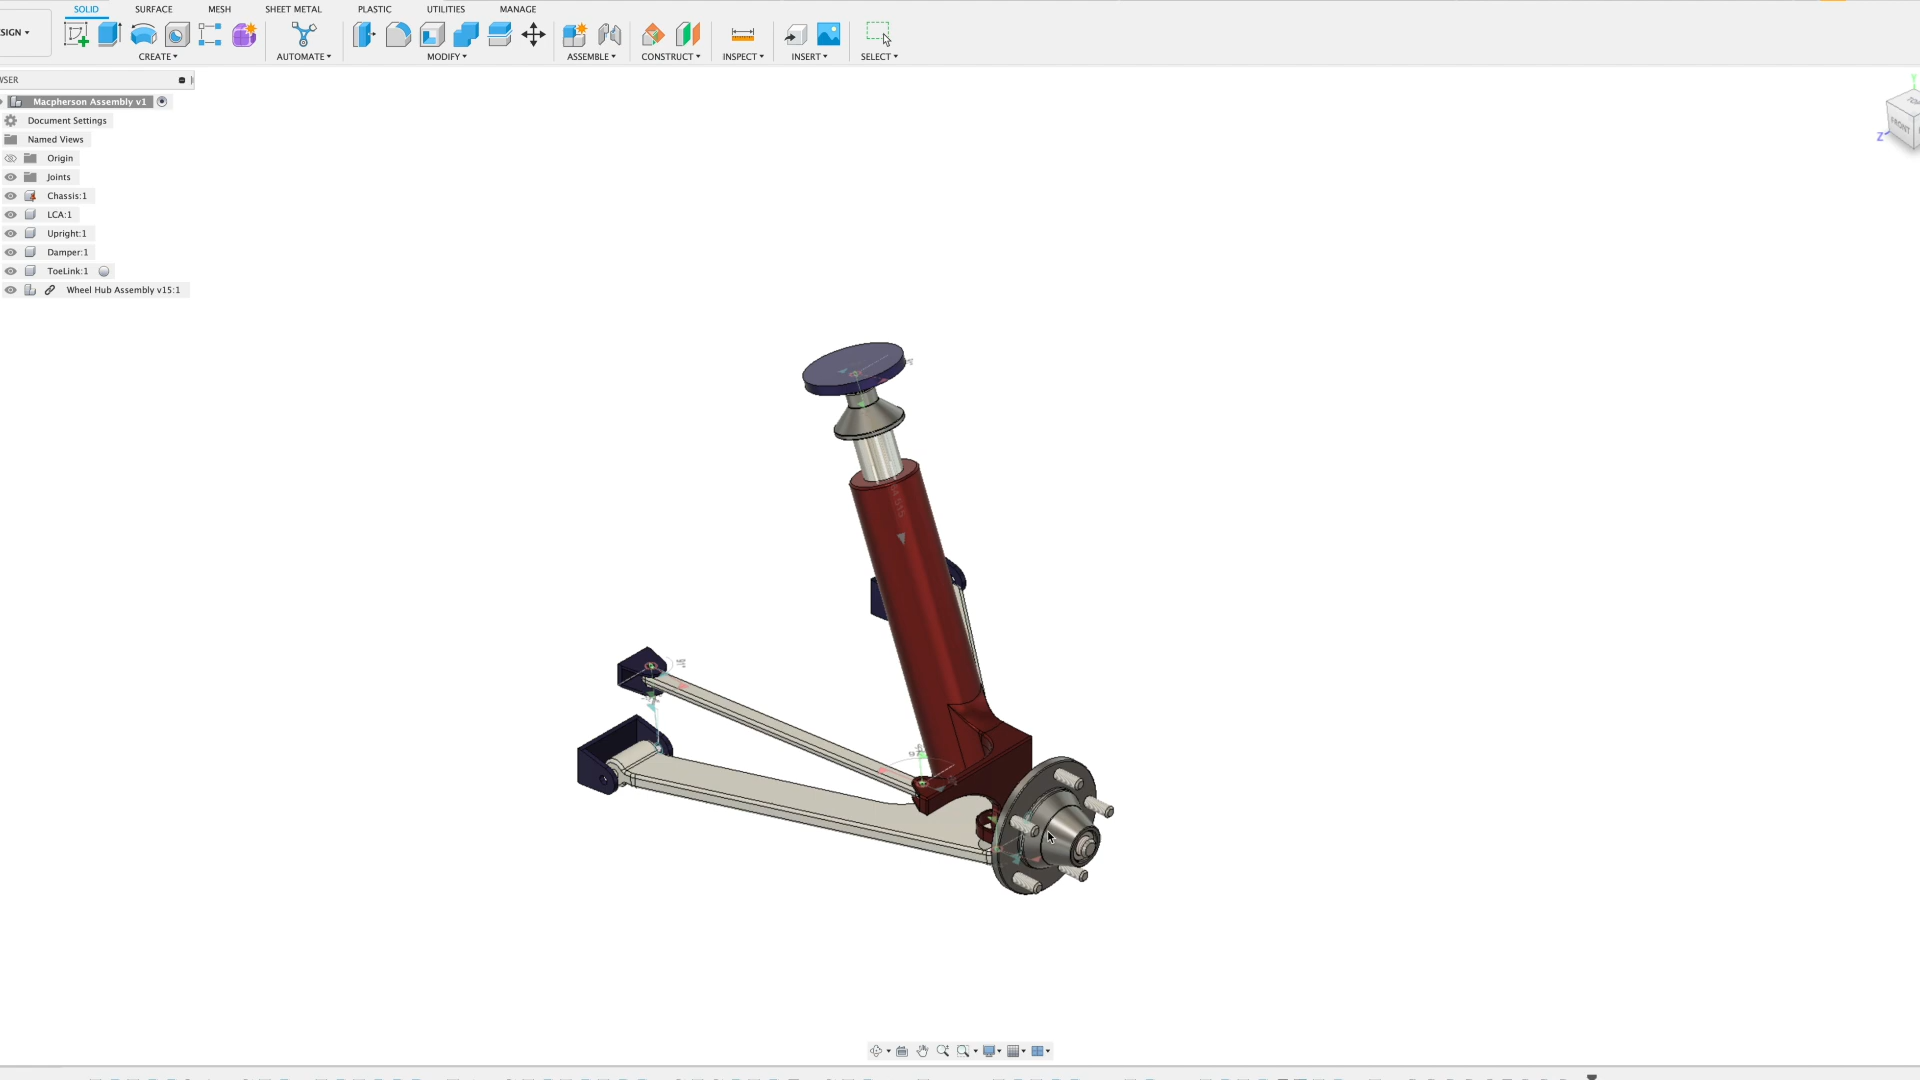 SOLID SURFACE MESH SHEET METAL PLASTIC UTILITIES MANAGE
SIGN
CREATE AUTOMATE MODIFY ASSEMBLE CONSTRUCT INSPECT INSERT SELECT
WSER
Macpherson Assembly v1
Document Settings
Named Views
Origin
Joints
Chassis:1
LCA:1
Upright:1
Damper:1
ToeLink:1
Wheel Hub Assembly v15:1
FRONT
Z